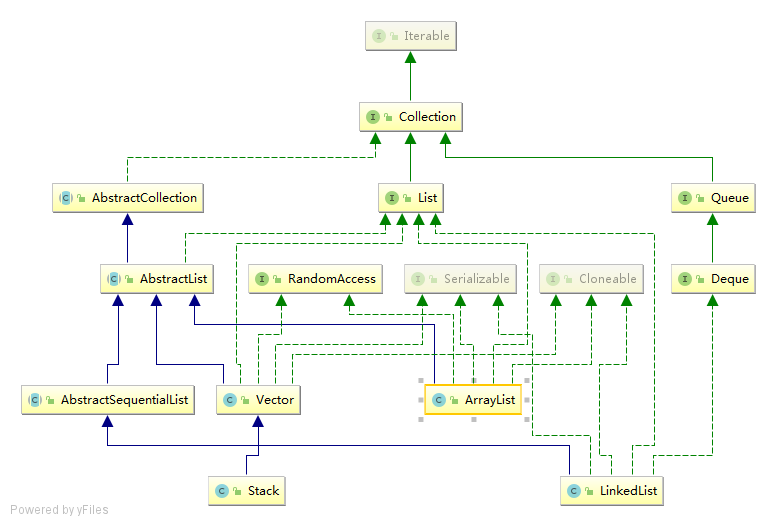 Iterable
Collection
AbstractCollection
List
Queue
AbstractList
RandomAccess
Serializable
Cloneable
Deque
AbstractSequentialList
Vector
ArrayList
Stack
LinkedList
Powered by yFiles